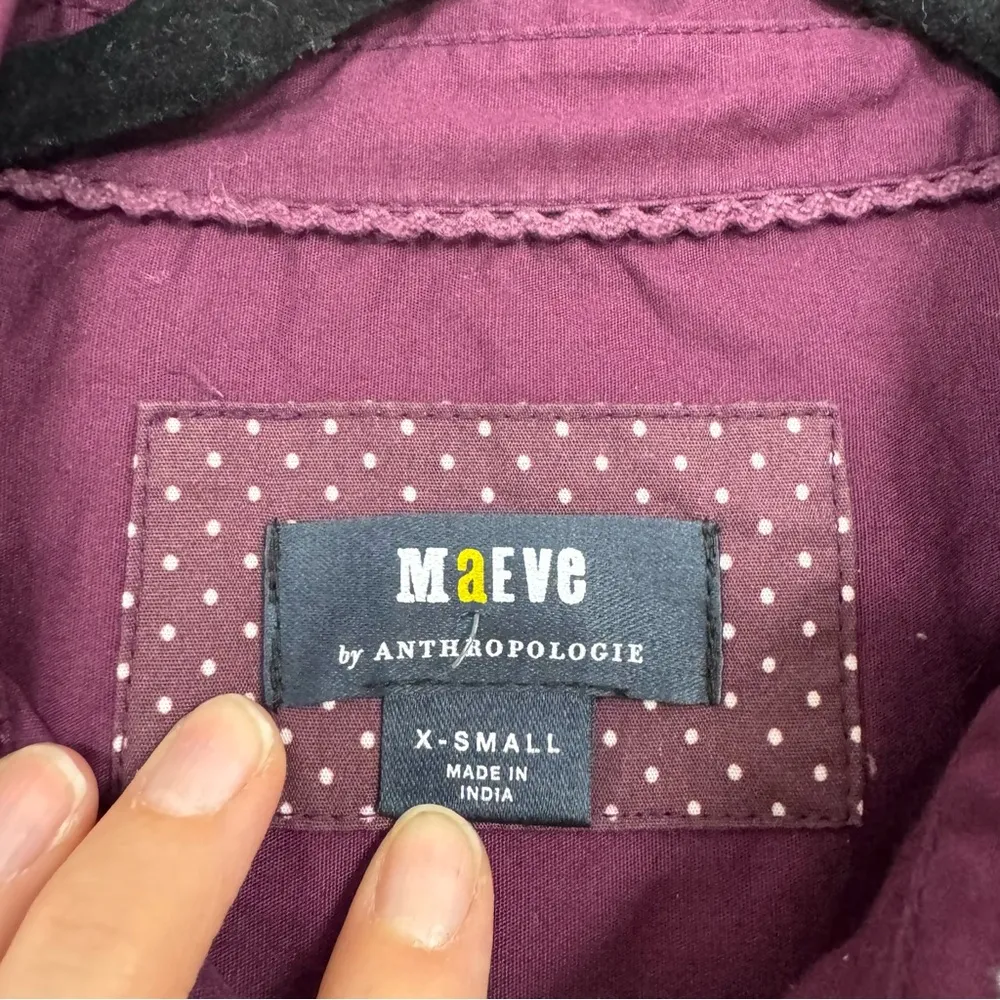 MaEVe
by ANTHROPOLOGIE
X-SMALL
MADE IN
INDIA